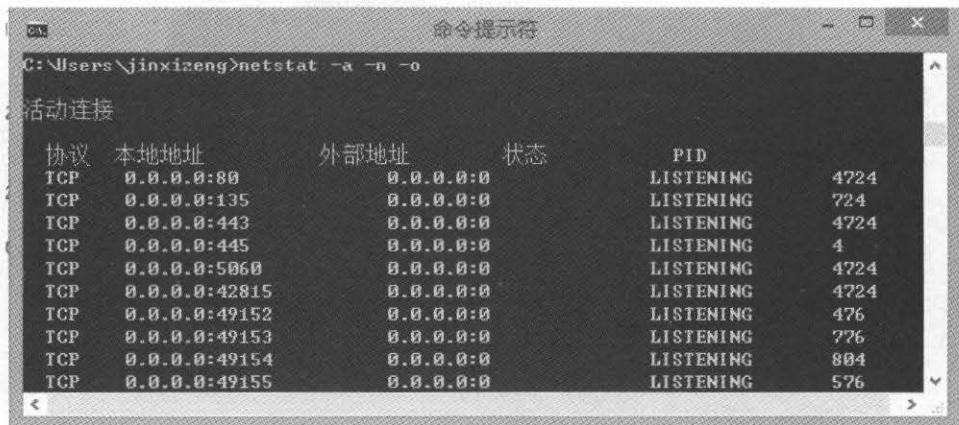 命令提示符
C:\Users\jinxizeng>netstat -a -n -o
活动连接
协议 本地地址 外部地址 状态 PID
TCP 0.0.0.0:80 0.0.0.0:0 LISTENING 4724
TCP 0.0.0.0:135 0.0.0.0:0 LISTENING 724
TCP 0.0.0.0:443 0.0.0.0:0 LISTENING 4724
TCP 0.0.0.0:445 0.0.0.0:0 LISTENING 4
TCP 0.0.0.0:5060 0.0.0.0:0 LISTENING 4724
TCP 0.0.0.0:42815 0.0.0.0:0 LISTENING 4724
TCP 0.0.0.0:49152 0.0.0.0:0 LISTENING 476
TCP 0.0.0.0:49153 0.0.0.0:0 LISTENING 776
TCP 0.0.0.0:49154 0.0.0.0:0 LISTENING 804
TCP 0.0.0.0:49155 0.0.0.0:0 LISTENING 576